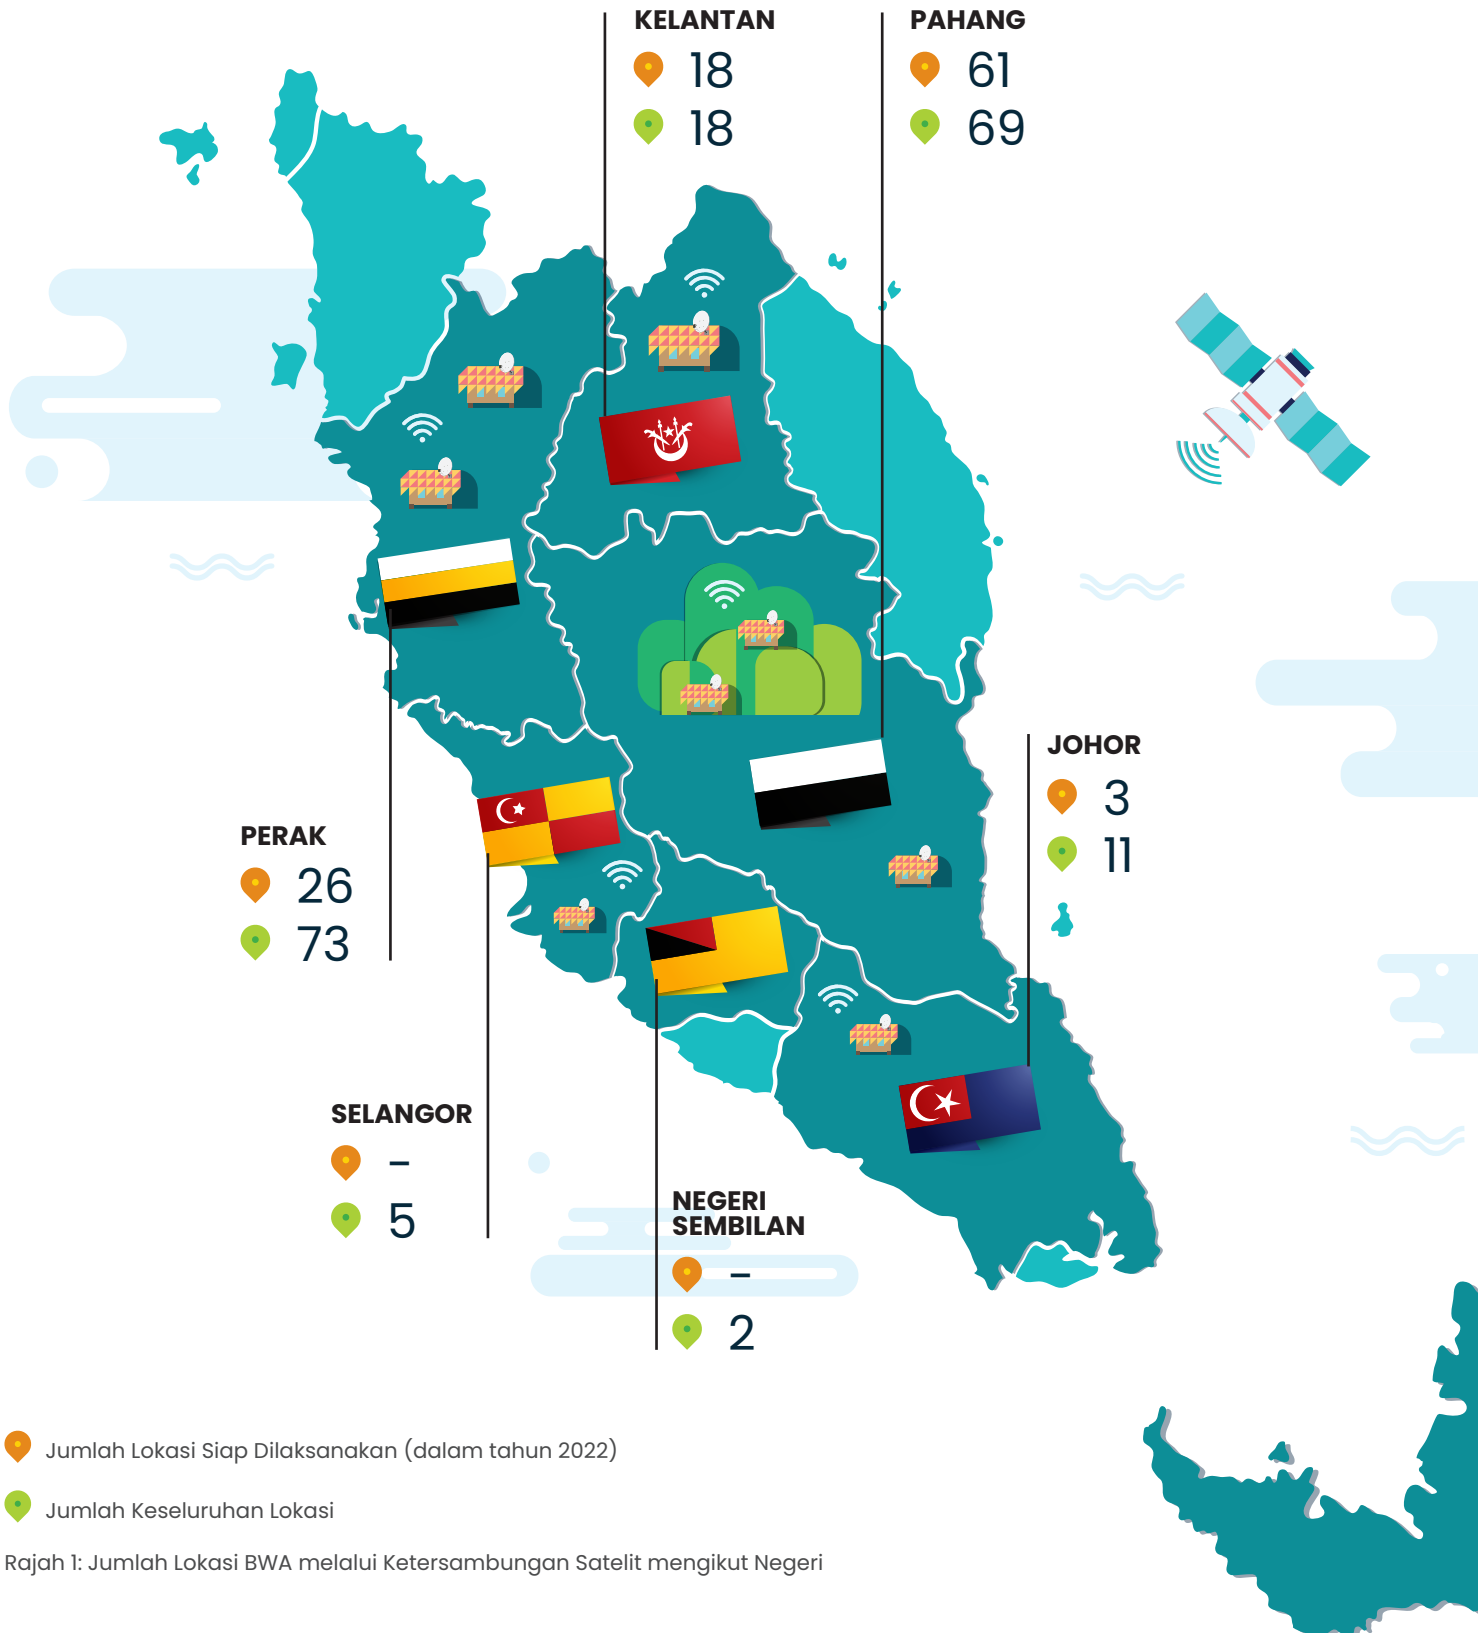 KELANTAN
18
18
PAHANG
61
69
JOHOR
3
11
PERAK
26
73
SELANGOR
-
5
NEGERI
SEMBILAN
-
2
Jumlah Lokasi Siap Dilaksanakan (dalam tahun 2022)
Jumlah Keseluruhan Lokasi
Rajah 1: Jumlah Lokasi BWA melalui Ketersambungan Satelit mengikut Negeri